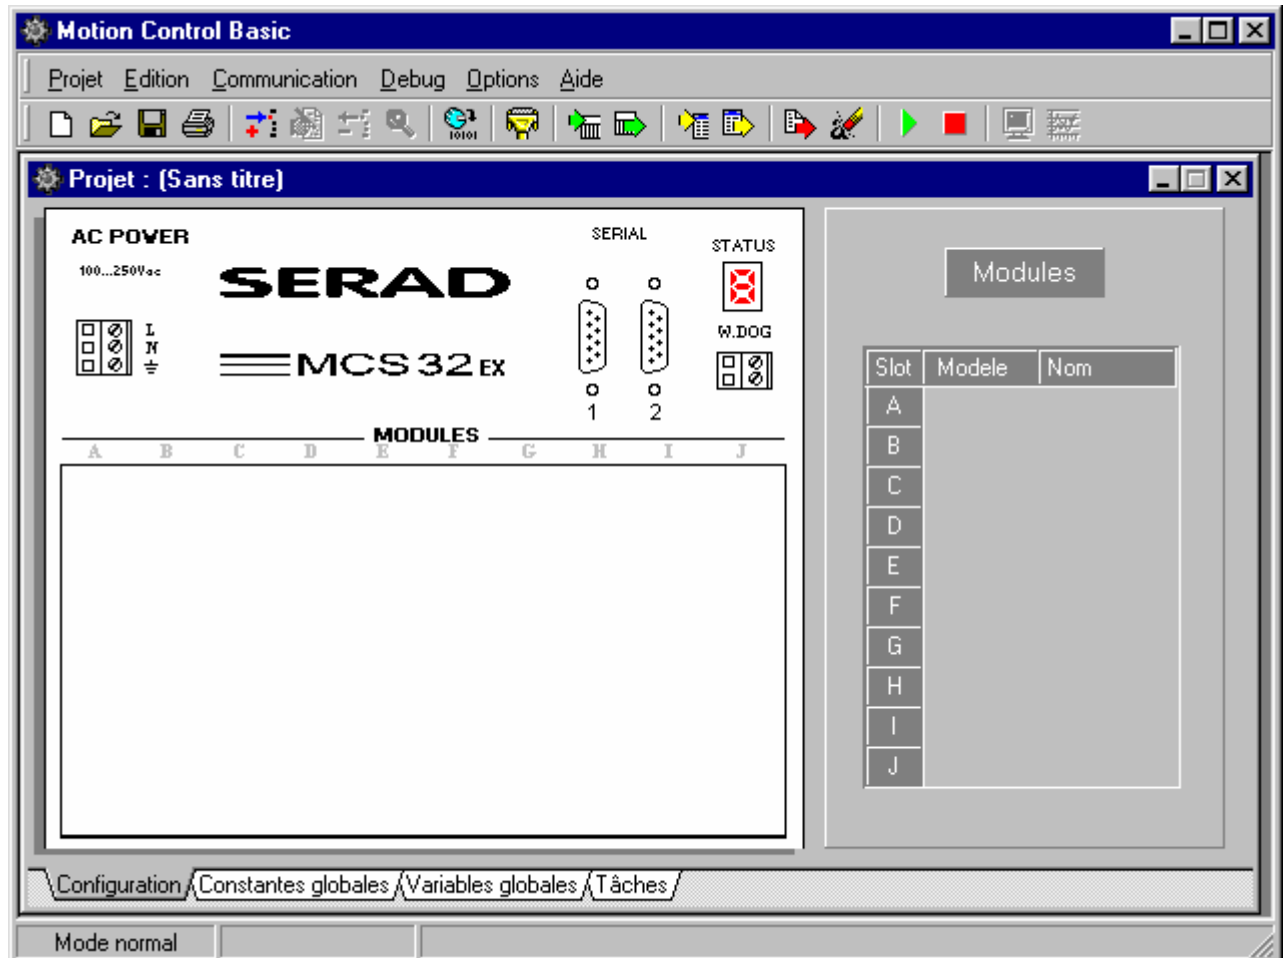 Motion Control Basic
Projet Edition Communication Debug Options Aide
10101
Projet : (Sans titre)
AC POWER
100...250Vac
SERAD
SERIAL
STATUS
8
L
N
W.DOG
MCS 32 EX
1 2
MODULES
A B C D E F G H I J
Modules
Slot Modele Nom
A
B
C
D
E
F
G
H
I
J
Configuration Constantes globales Variables globales Tâches
Mode normal